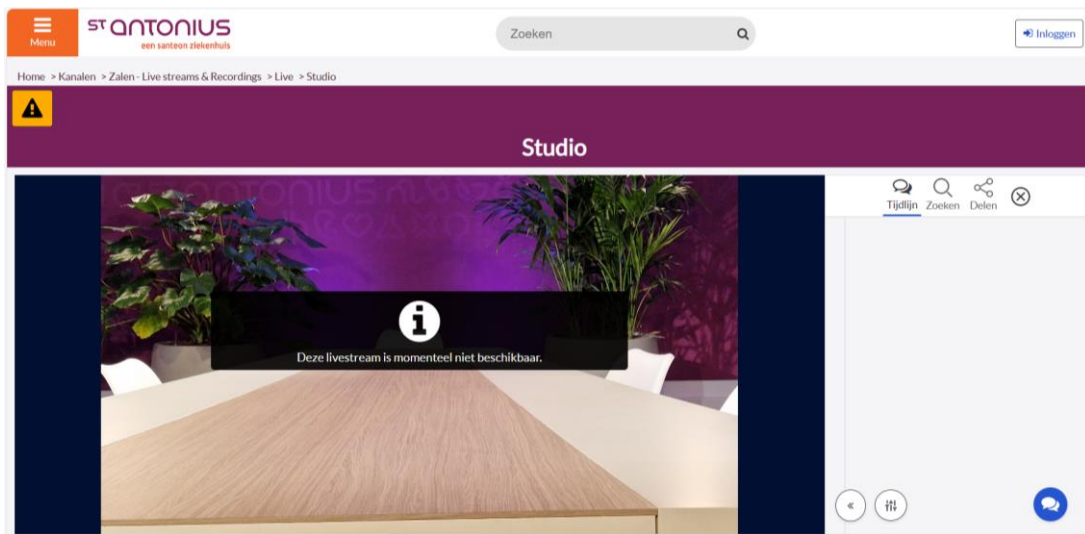 Menu
ST antonius
een santeon ziekenhuis
Zoeken
Inloggen
Home > Kanalen > Zalen - Live streams & Recordings > Live > Studio
Studio
Tijdlijn
Zoeken
Delen
Deze livestream is momenteel niet beschikbaar.